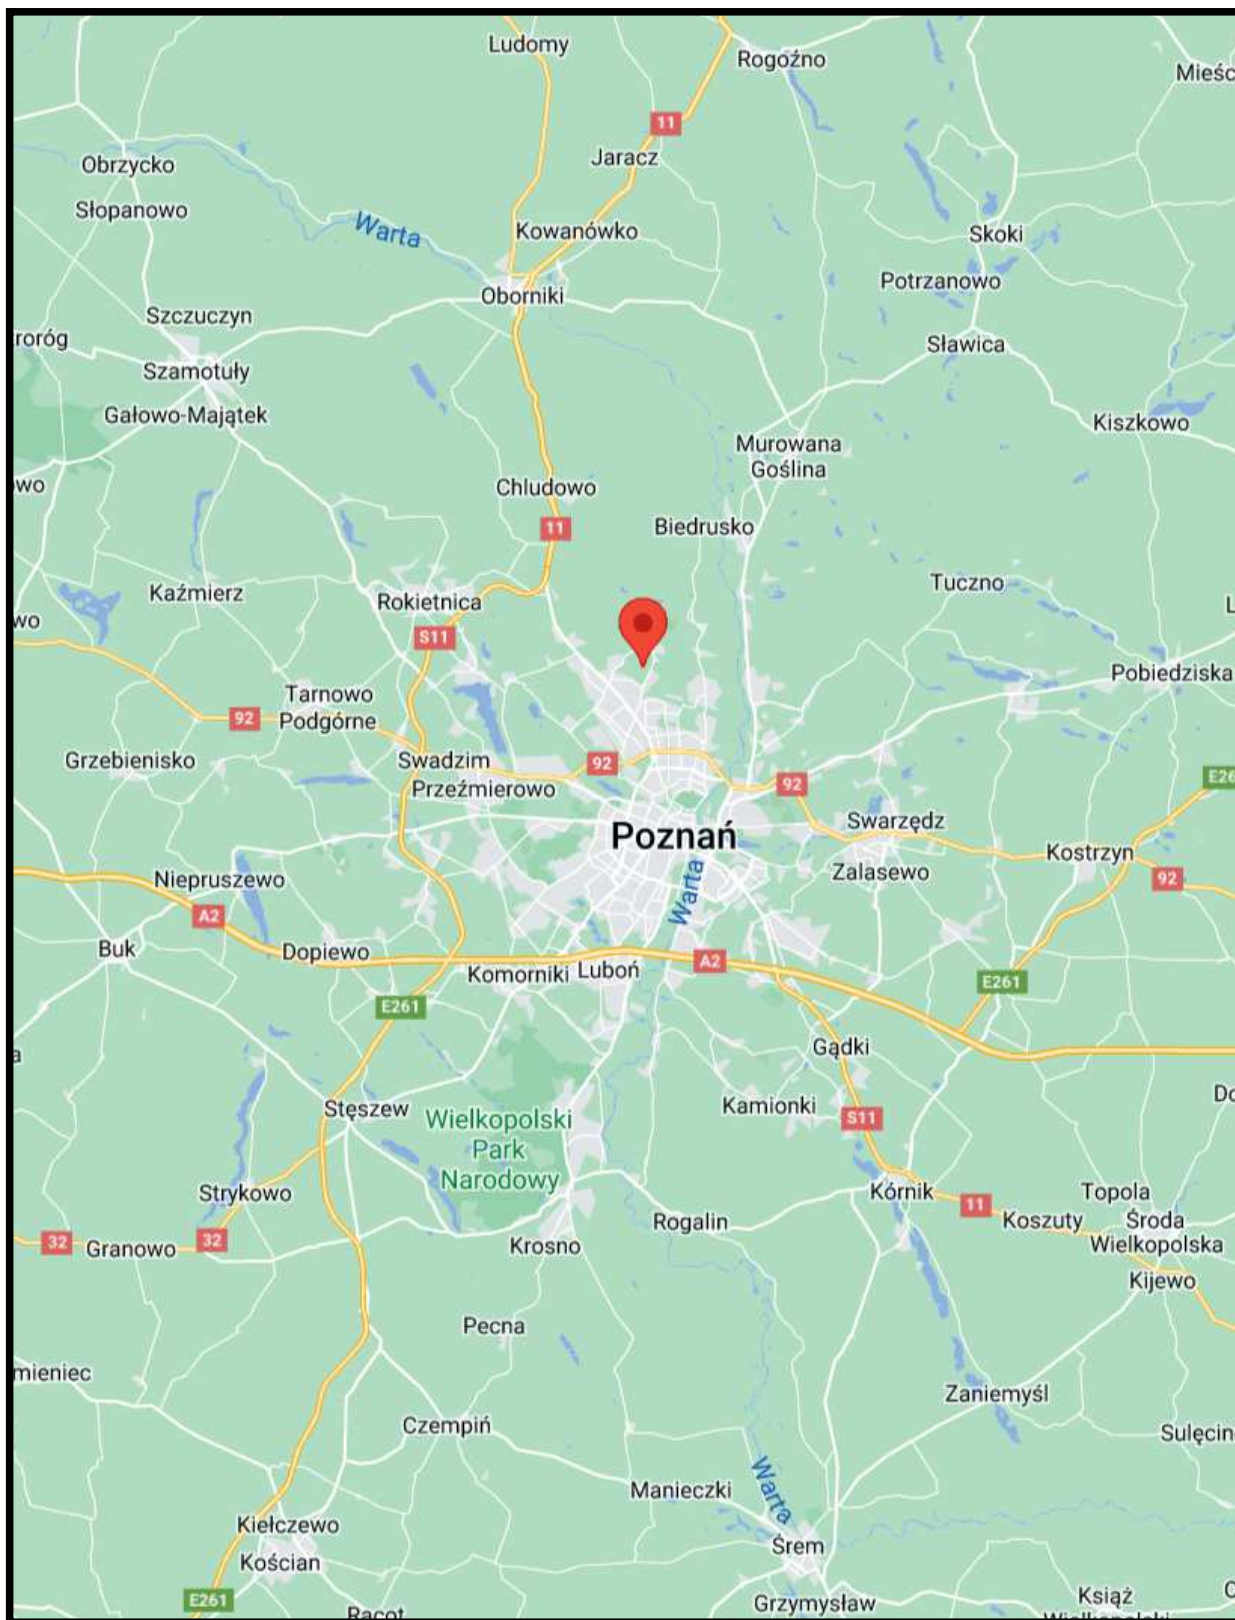 Ludomy
Rogoźno
Mieśc
11
Jaracz
Obrzycko
Słopanowo
Warta
Kowanówko
Skoki
Potrzanowo
Oborniki
Szczuczyn
roróg
Sławica
Szamotuły
Gałowo-Majątek
Kiszkowo
Murowana
Goślina
wo
Chludowo
11
Biedrusko
Tuczno
Kaźmierz
Rokietnica
L
wo
S11
Pobiedziska
Tarnowo
Podgórne
92
Grzebienisko
Swadzim
92
Przeźmierowo
92
E26
Poznań
Swarzędz
Kostrzyn
Zalasewo
92
Niepruszewo
Warta
A2
Buk
Dopiewo
Komorniki
Luboń
A2
E261
E261
a
Gądki
Do
Stęszew
Kamionki
S11
Wielkopolski
Park
Narodowy
Strykowo
Kórnik
Topola
11
Koszuty
Środa
Wielkopolska
Rogalin
32
Granowo
32
Krosno
Kijewo
Pecna
mieniec
Zaniemyśl
Czempiń
Sulęcin
Manieczki
Warta
Kiełczewo
Śrem
Kościan
E261
Racot
Grzymysław
Książ
Wielkopolski